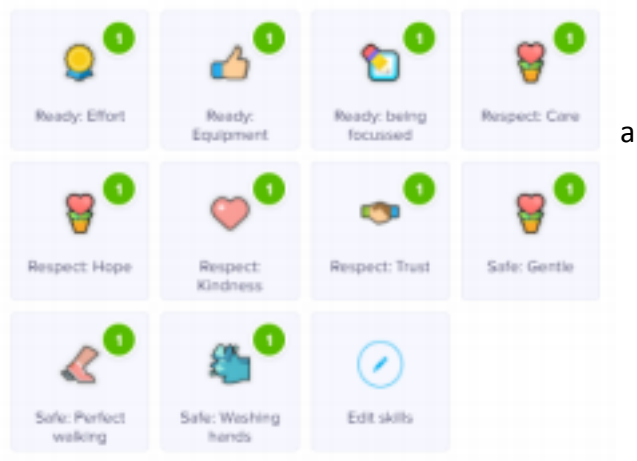 1 1 1 1
Ready: Effort Ready: Equipment Ready: being focussed Respect: Care
a
1 1 1 1
Respect: Hope Respect: Kindness Respect: Trust Safe: Gentle
1 1
Safe: Perfect walking Safe: Washing hands Edit skills